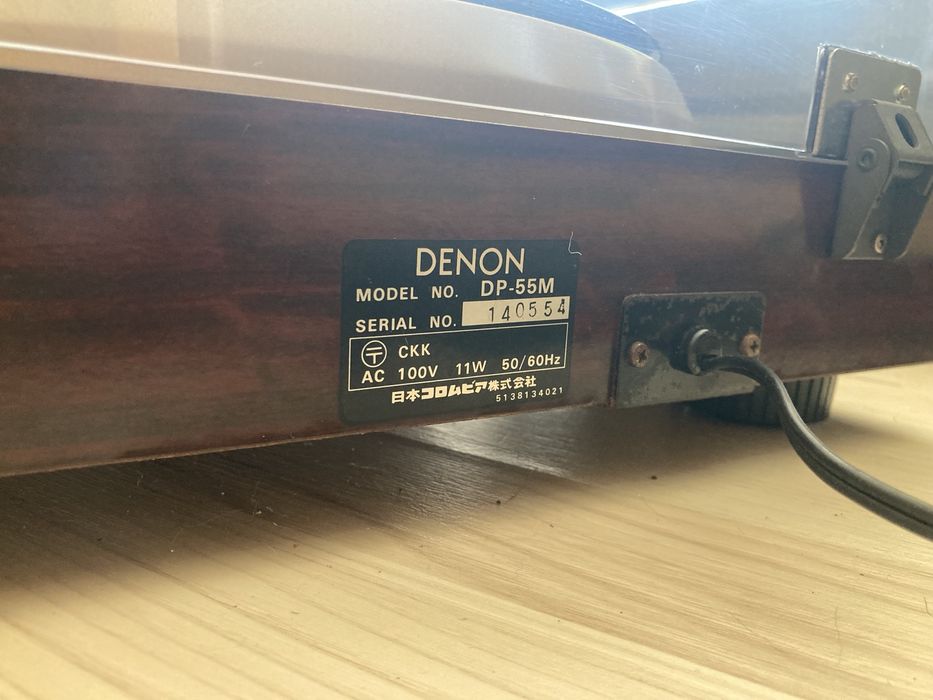 DENON
MODEL NO. DP-55M
SERIAL NO. 140554
〒 CKK
AC 100V 11W 50/60Hz
日本コロムビア株式会社
5138134021